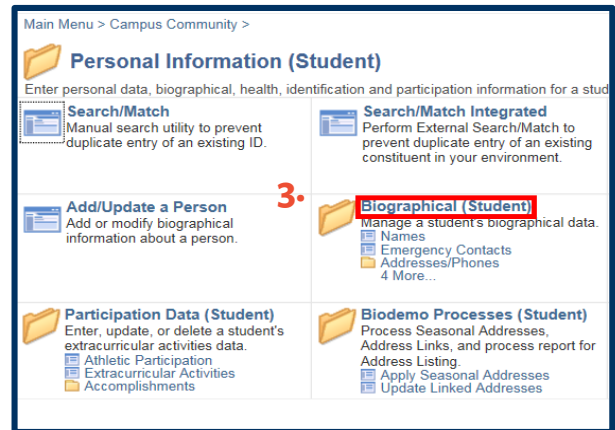 Main Menu > Campus Community >
Personal Information (Student)
Enter personal data, biographical, health, identification and participation information for a stud
Search/Match
Manual search utility to prevent
duplicate entry of an existing ID.
Search/Match Integrated
Perform External Search/Match to
prevent duplicate entry of an existing
constituent in your environment.
Add/Update a Person
Add or modify biographical
information about a person.
3.
Biographical (Student)
Manage a student's biographical data.
Names
Emergency Contacts
Addresses/Phones
4 More...
Participation Data (Student)
Enter, update, or delete a student's
extracurricular activities data.
Athletic Participation
Extracurricular Activities
Accomplishments
Biodemo Processes (Student)
Process Seasonal Addresses,
Address Links, and process report for
Address Listing.
Apply Seasonal Addresses
Update Linked Addresses